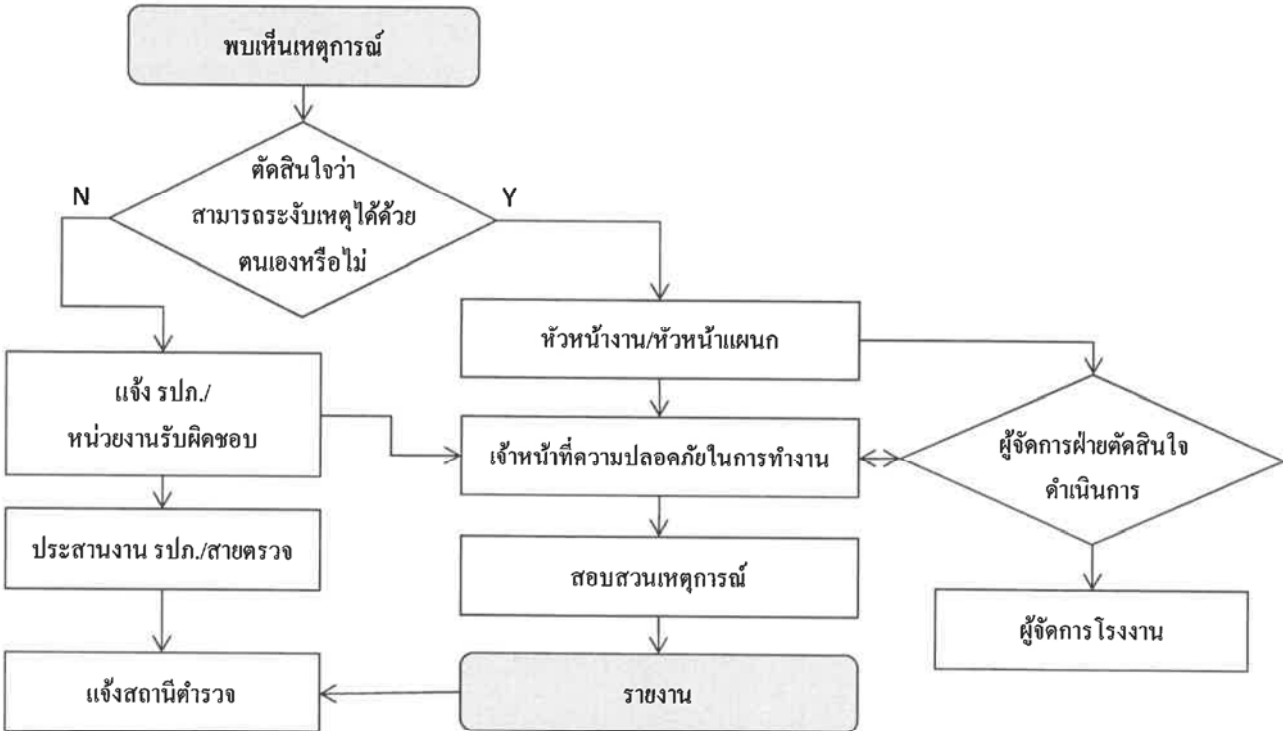 พบเห็นเหตุการณ์
ตัดสินใจว่า
สามารถระงับเหตุได้ด้วย
ตนเองหรือไม่
N
Y
หัวหน้างาน/หัวหน้าแผนก
แจ้ง รปภ./
หน่วยงานรับผิดชอบ
เจ้าหน้าที่ความปลอดภัยในการทำงาน
ผู้จัดการฝ่ายตัดสินใจ
ดำเนินการ
ประสานงาน รปภ./สายตรวจ
สอบสวนเหตุการณ์
ผู้จัดการโรงงาน
แจ้งสถานีตำรวจ
รายงาน